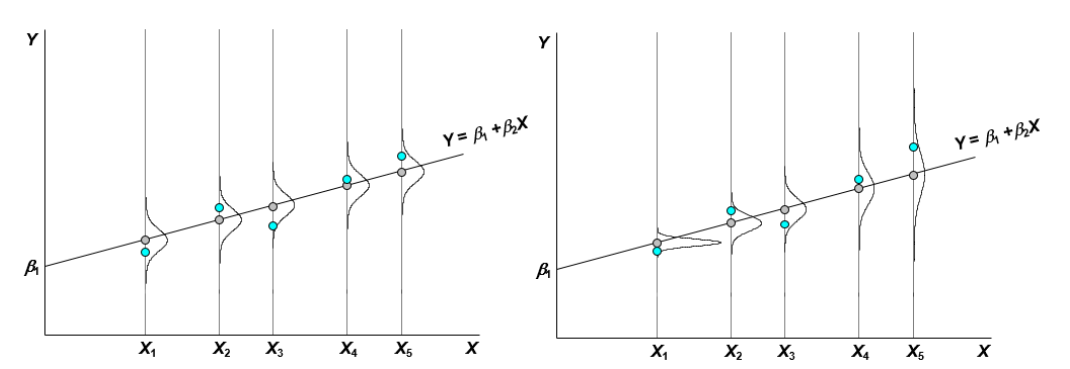 Y
Y = β₁ + β₂X
β₁
X₁ X₂ X₃ X₄ X₅ X
Y
Y = β₁ + β₂X
β₁
X₁ X₂ X₃ X₄ X₅ X